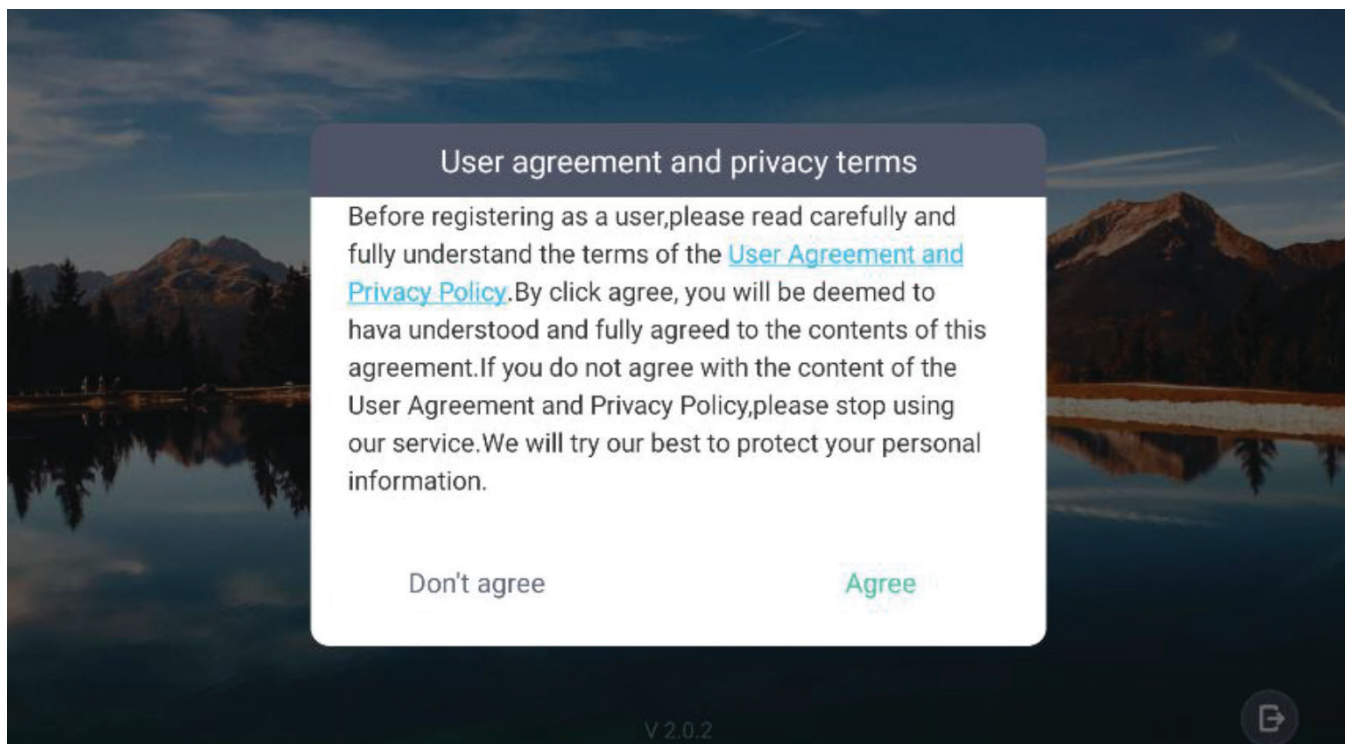 User agreement and privacy terms
Before registering as a user,please read carefully and
fully understand the terms of the User Agreement and
Privacy Policy.By click agree, you will be deemed to
hava understood and fully agreed to the contents of this
agreement.If you do not agree with the content of the
User Agreement and Privacy Policy,please stop using
our service.We will try our best to protect your personal
information.
Don't agree
Agree
V 2.0.2